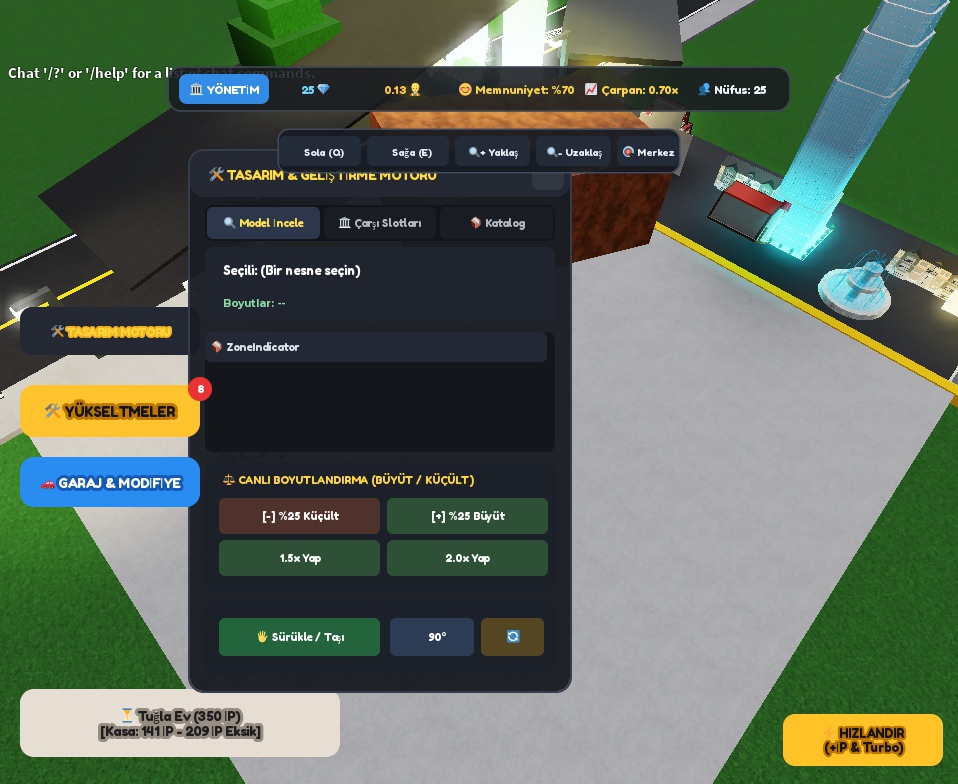 Chat '/?' or '/help' for a list of chat commands.
YÖNETİM
25
0.13
Memnuniyet: %70
Çarpan: 0.70x
Nüfus: 25
Sola (Q)
Sağa (E)
+ Yaklaş
- Uzaklaş
Merkez
TASARIM & GELİŞTİRME MOTORU
Model İncele
Çarşı Slotları
Katalog
Seçili: (Bir nesne seçin)
Boyutlar: --
ZoneIndicator
TASARIM MOTORU
8
YÜKSELTMELER
GARAJ & MODİFİYE
CANLI BOYUTLANDIRMA (BÜYÜT / KÜÇÜLT)
[-] %25 Küçült
[+] %25 Büyüt
1.5x Yap
2.0x Yap
Sürükle / Taşı
90°
Tuğla Ev (350 İP)
[Kasa: 141 İP - 209 İP Eksik]
HIZLANDIR
(+İP & Turbo)